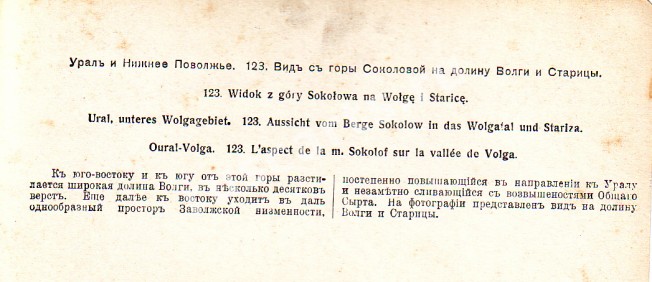 Уралъ и Нижнее Поволжье. 123. Видъ съ горы Соколовой на долину Волги и Старицы.
123. Widok z góry Sokołowa na Wołgę i Staricę.
Ural, unteres Wolgagebiet. 123. Aussicht vom Berge Sokolow in das Wolgatal und Stariza.
Oural-Volga. 123. L'aspect de la m. Sokolof sur la vallée de Volga.
Къ юго-востоку и къ югу отъ этой горы разсти-
лается широкая долина Волги, въ нѣсколько десятковъ
верстъ. Еще далѣе къ востоку уходитъ въ даль
однообразный просторъ Заволжской низменности,
постепенно повышающійся въ направленіи къ Уралу
и незамѣтно сливающійся съ возвышеностями Общаго
Сырта. На фотографіи представленъ видъ на долину
Волги и Старицы.